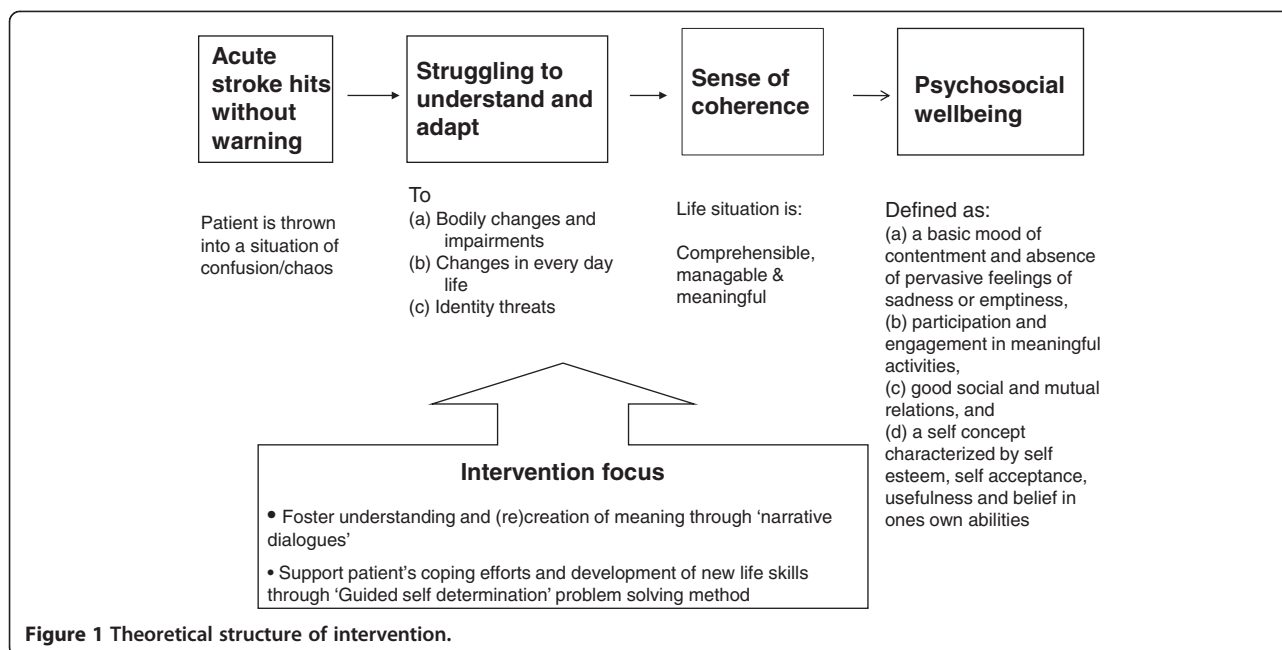 Acute
stroke hits
without
warning
Struggling to
understand and
adapt
Sense of
coherence
Psychosocial
wellbeing
Patient is thrown
into a situation of
confusion/chaos
To
(a) Bodily changes and
impairments
(b) Changes in every day
life
(c) Identity threats
Life situation is:
Comprehensible,
managable &
meaningful
Defined as:
(a) a basic mood of
contentment and absence
of pervasive feelings of
sadness or emptiness,
(b) participation and
engagement in meaningful
activities,
(c) good social and mutual
relations, and
(d) a self concept
characterized by self
esteem, self acceptance,
usefulness and belief in
ones own abilities
Intervention focus
• Foster understanding and (re)creation of meaning through ‘narrative
dialogues’
• Support patient’s coping efforts and development of new life skills
through ‘Guided self determination’ problem solving method
Figure 1 Theoretical structure of intervention.